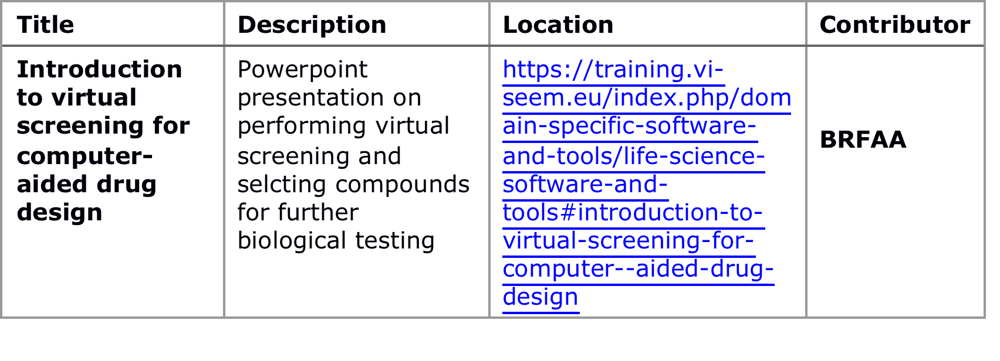 Title
Description
Location
Contributor
Introduction
to virtual
screening for
computer-
aided drug
design
Powerpoint
presentation on
performing virtual
screening and
selcting compounds
for further
biological testing
https://training.vi-
seem.eu/index.php/dom
ain-specific-software-
and-tools/life-science-
software-and-
tools#introduction-to-
virtual-screening-for-
computer--aided-drug-
design
BRFAA